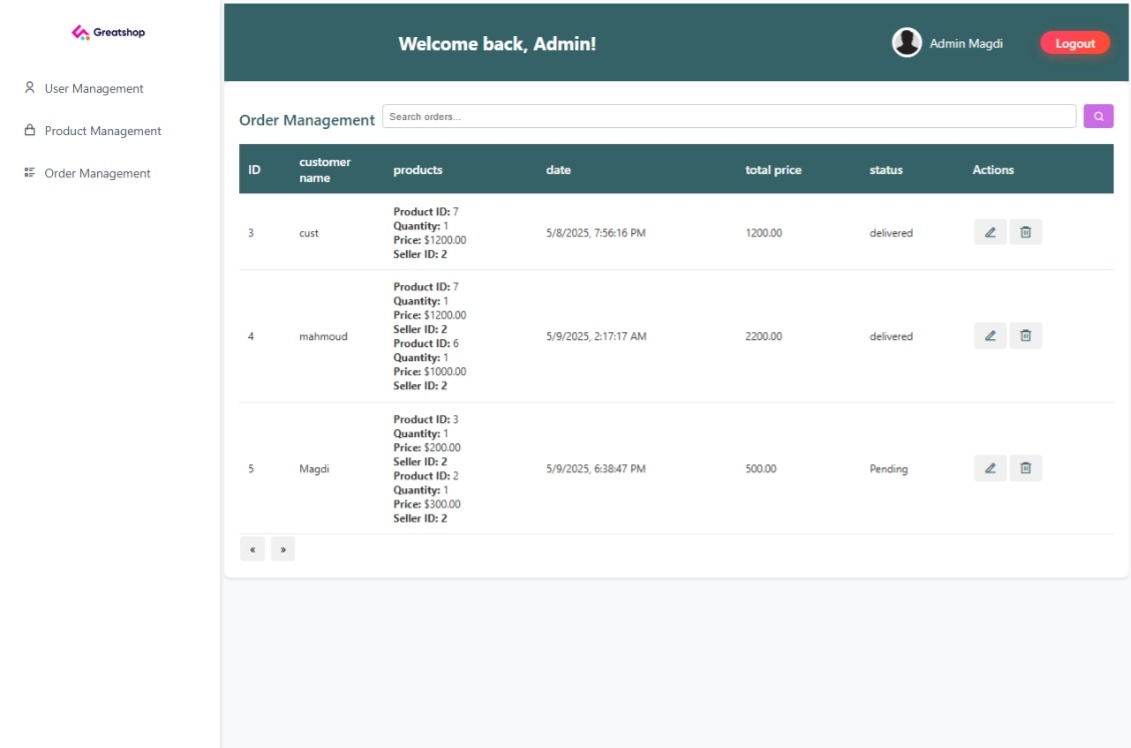 Greatshop
Welcome back, Admin!
Admin Magdi
Logout
User Management
Product Management
Order Management
Order Management
Search orders...
ID
customer name
products
date
total price
status
Actions
3
cust
Product ID: 7
Quantity: 1
Price: $1200.00
Seller ID: 2
5/8/2025, 7:56:16 PM
1200.00
delivered
4
mahmoud
Product ID: 7
Quantity: 1
Price: $1200.00
Seller ID: 2
Product ID: 6
Quantity: 1
Price: $1000.00
Seller ID: 2
5/9/2025, 2:17:17 AM
2200.00
delivered
5
Magdi
Product ID: 3
Quantity: 1
Price: $200.00
Seller ID: 2
Product ID: 2
Quantity: 1
Price: $300.00
Seller ID: 2
5/9/2025, 6:38:47 PM
500.00
Pending
«
»